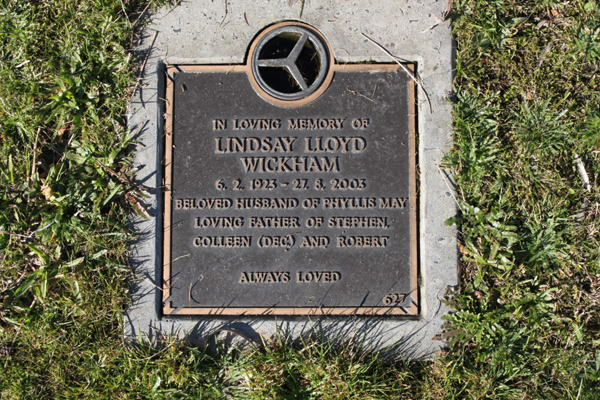 IN LOVING MEMORY OF
LINDSAY LLOYD
WICKHAM
6. 2. 1923 - 27. 8. 2003
BELOVED HUSBAND OF PHYLLIS MAY
LOVING FATHER OF STEPHEN,
COLLEEN (DEC.) AND ROBERT
ALWAYS LOVED
L 627